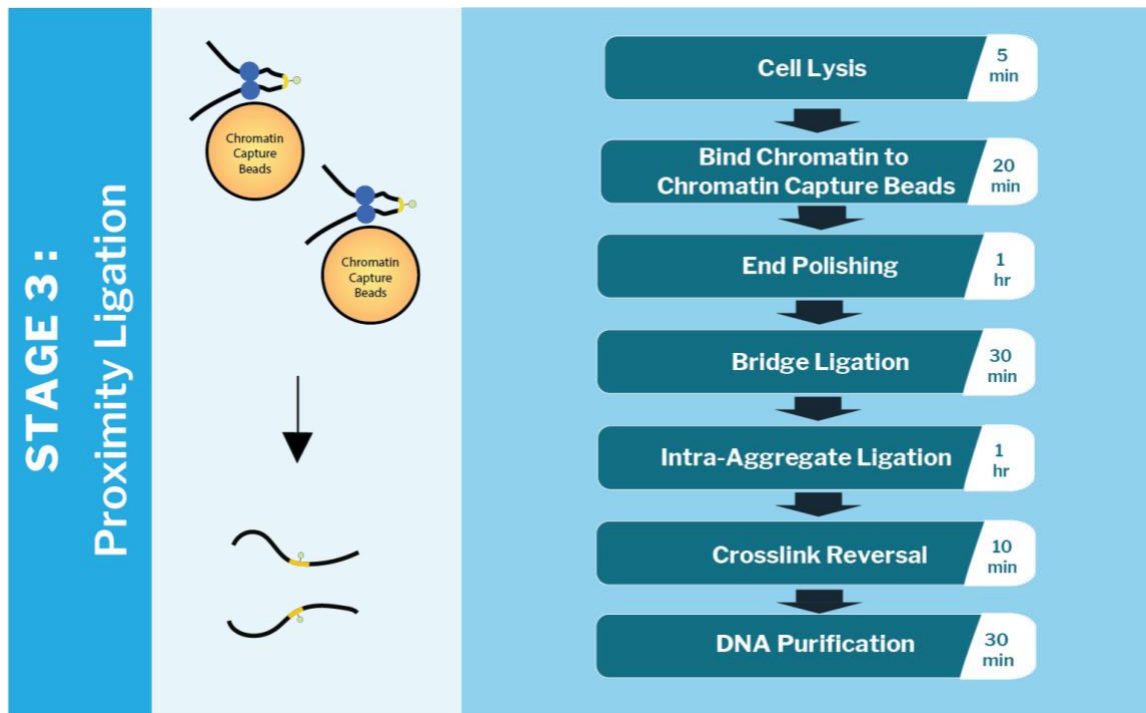 STAGE 3:
Proximity Ligation
Chromatin
Capture
Beads
Chromatin
Capture
Beads
Cell Lysis
5
min
Bind Chromatin to
Chromatin Capture Beads
20
min
End Polishing
1
hr
Bridge Ligation
30
min
Intra-Aggregate Ligation
1
hr
Crosslink Reversal
10
min
DNA Purification
30
min